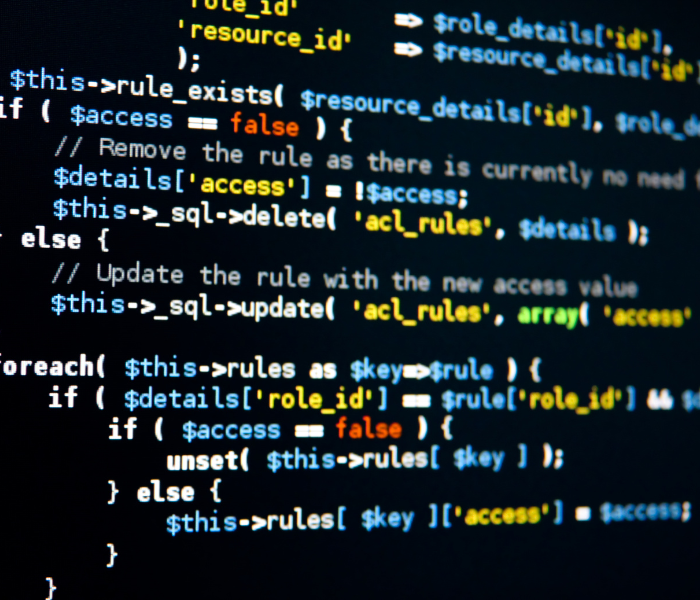 'role_id' => $role_details['id'],
'resource_id' => $resource_details['id']
);
$this->rule_exists( $resource_details['id'],
if ( $access == false ) {
// Remove the rule as there is currently no need
$details['access'] = !$access;
$this->_sql->delete( 'acl_rules', $details );
} else {
// Update the rule with the new access value
$this->_sql->update( 'acl_rules', array( 'access'
foreach( $this->rules as $key=>$rule ) {
if ( $details['role_id'] == $rule['role_id'] &&
if ( $access == false ) {
unset( $this->rules[ $key ] );
} else {
$this->rules[ $key ]['access'] = $access;
}
}